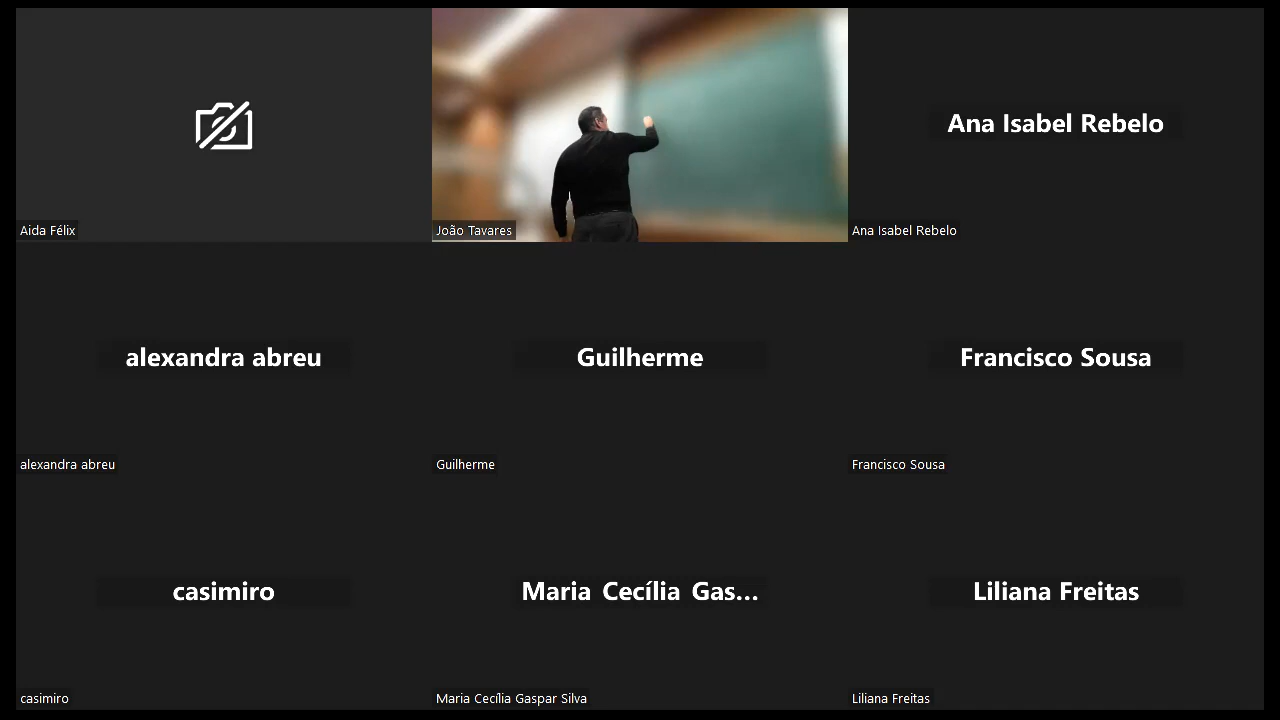 Aida Félix
João Tavares
Ana Isabel Rebelo
Ana Isabel Rebelo
alexandra abreu
Guilherme
Francisco Sousa
alexandra abreu
Guilherme
Francisco Sousa
casimiro
Maria Cecília Gas...
Liliana Freitas
casimiro
Maria Cecília Gaspar Silva
Liliana Freitas